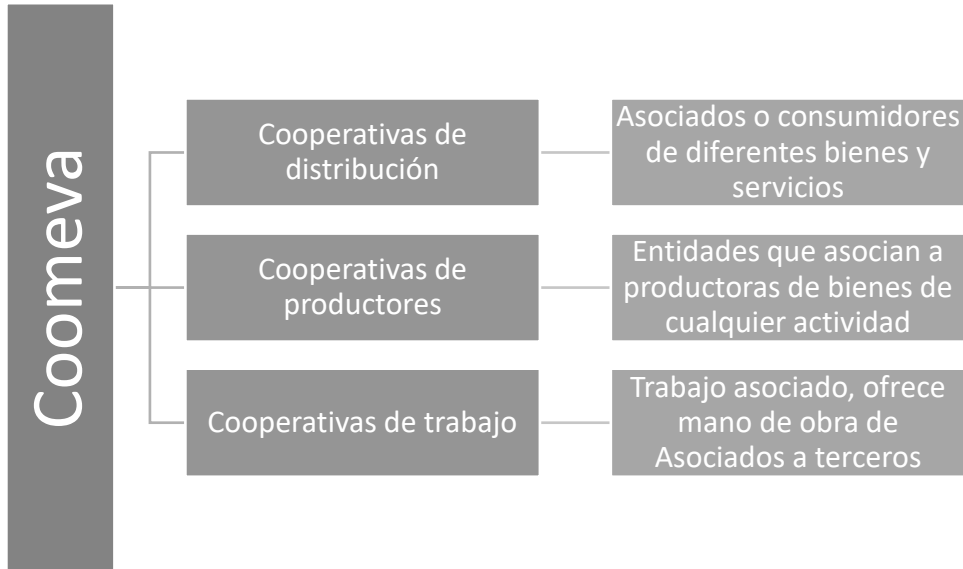 Coomeva
Cooperativas de
distribución
Asociados o consumidores
de diferentes bienes y
servicios
Cooperativas de
productores
Entidades que asocian a
productoras de bienes de
cualquier actividad
Cooperativas de trabajo
Trabajo asociado, ofrece
mano de obra de
Asociados a terceros